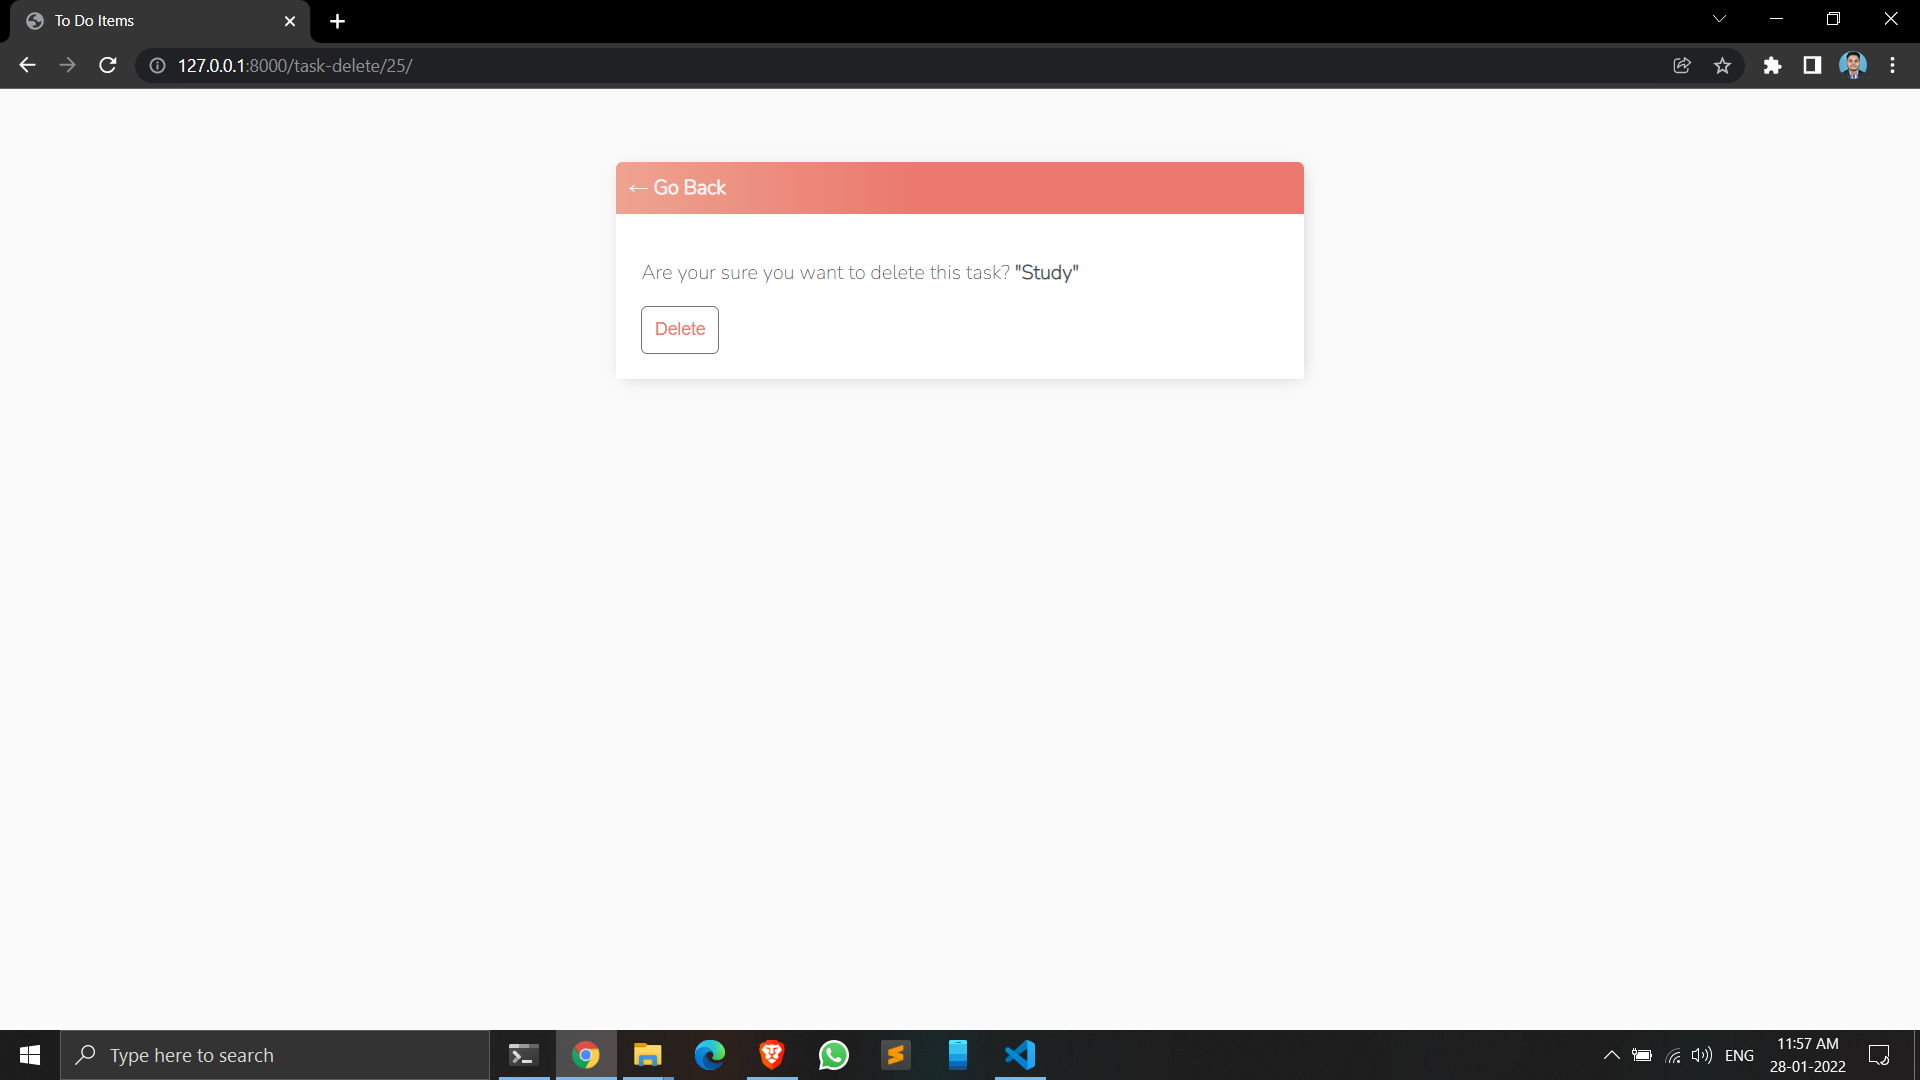 To Do Items
127.0.0.1:8000/task-delete/25/
← Go Back
Are your sure you want to delete this task? "Study"
Delete
Type here to search
ENG
11:57 AM
28-01-2022